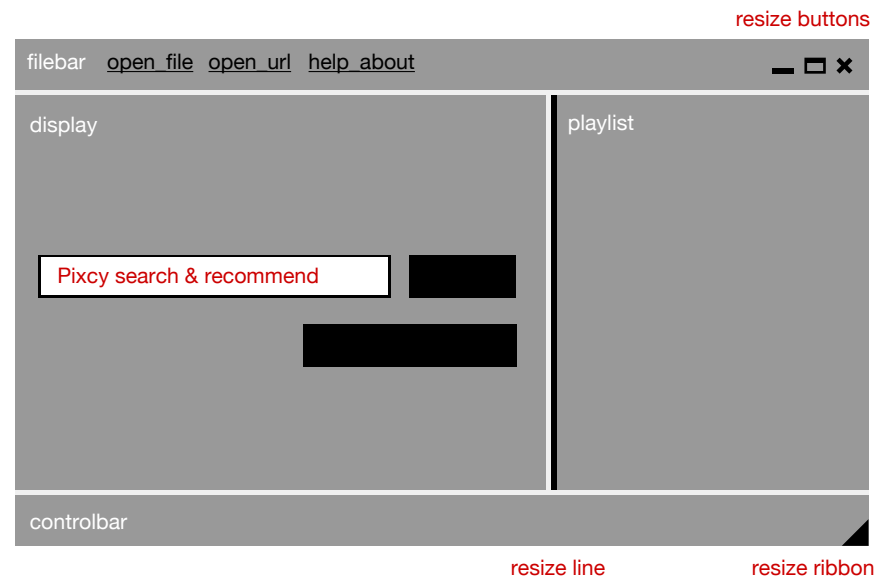 resize buttons
filebar open_file open_url help_about
display
playlist
Pixcy search & recommend
controlbar
resize line
resize ribbon